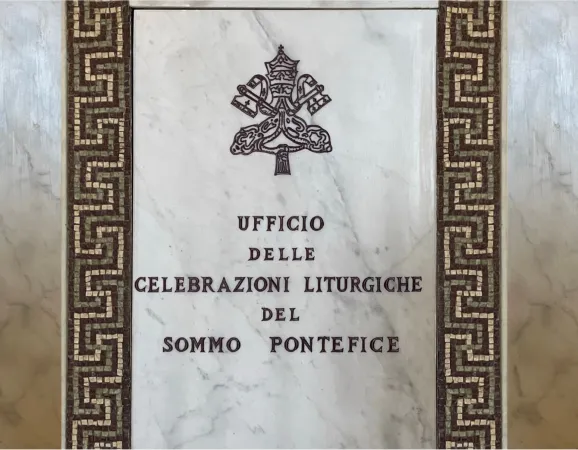 UFFICIO
DELLE
CELEBRAZIONI LITURGICHE
DEL
SOMMO PONTEFICE